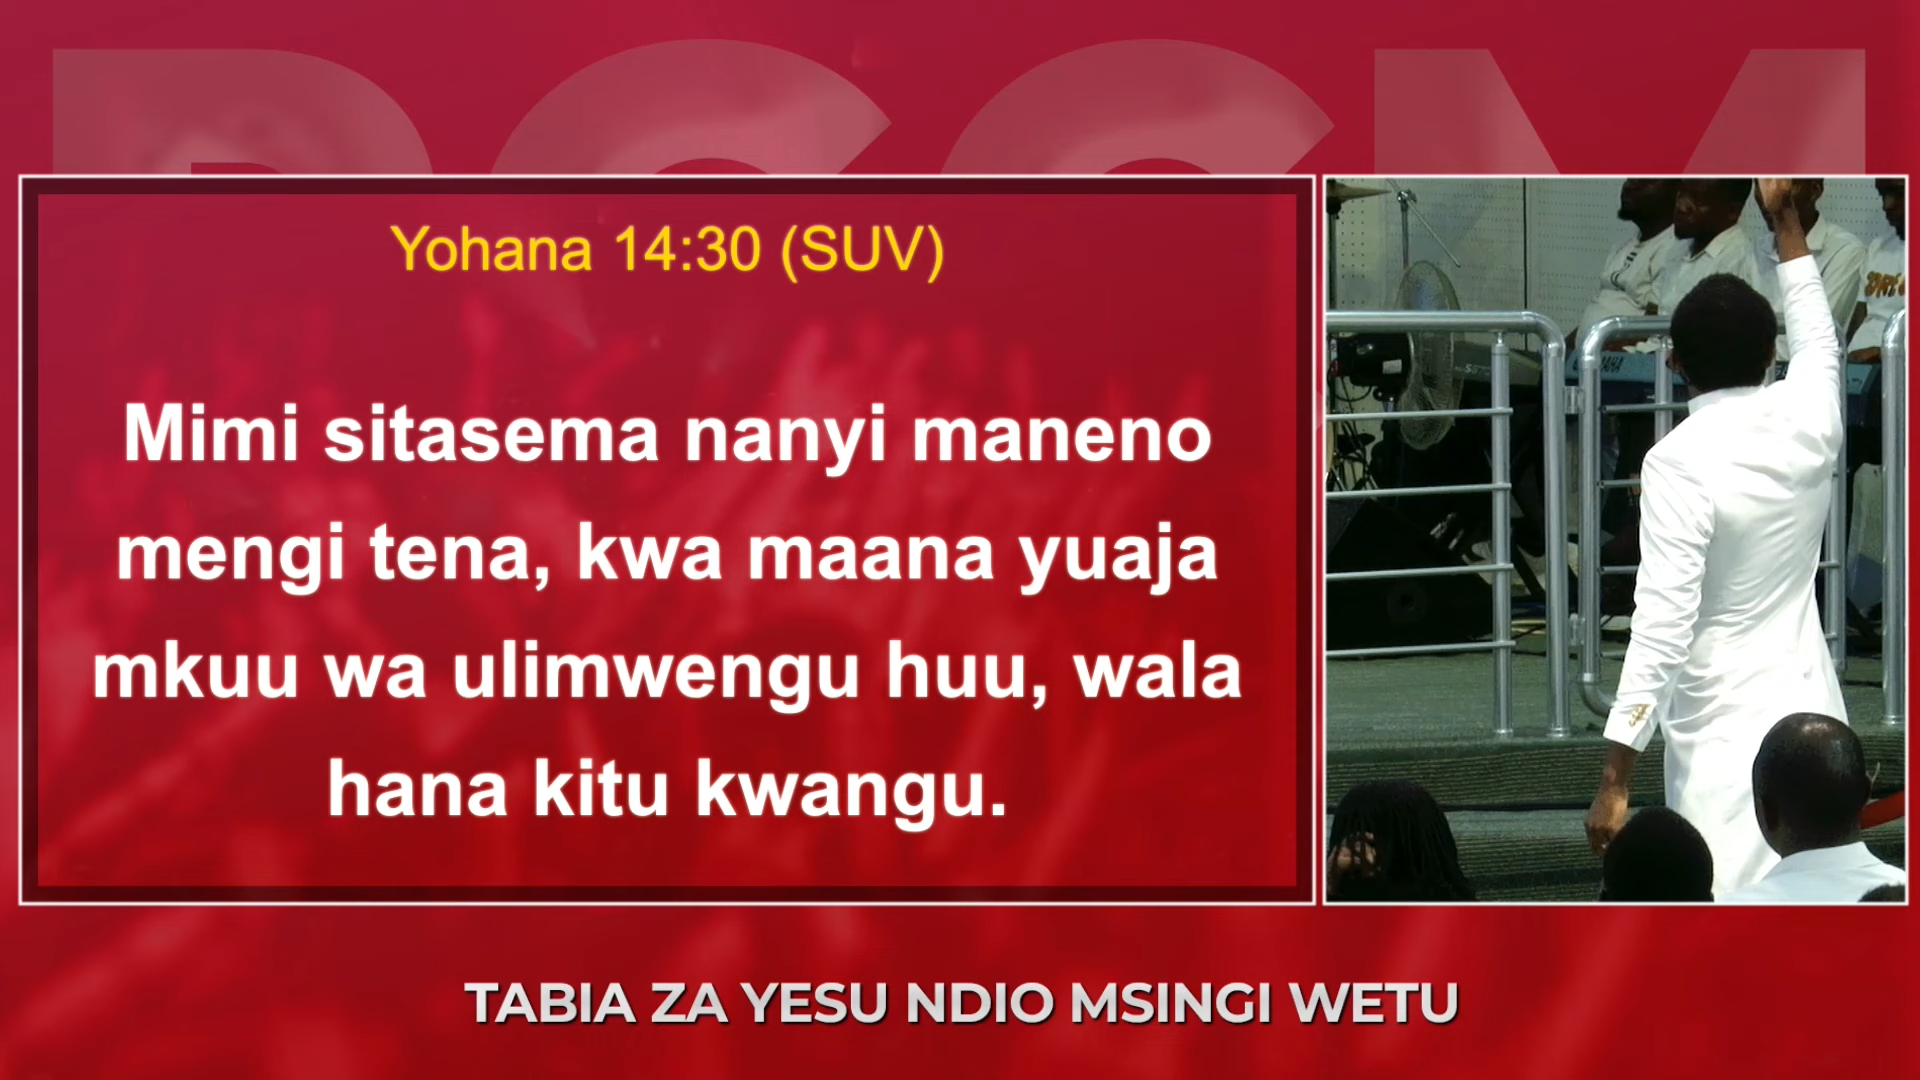 Yohana 14:30 (SUV)
Mimi sitasema nanyi maneno
mengi tena, kwa maana yuaja
mkuu wa ulimwengu huu, wala
hana kitu kwangu.
TABIA ZA YESU NDIO MSINGI WETU